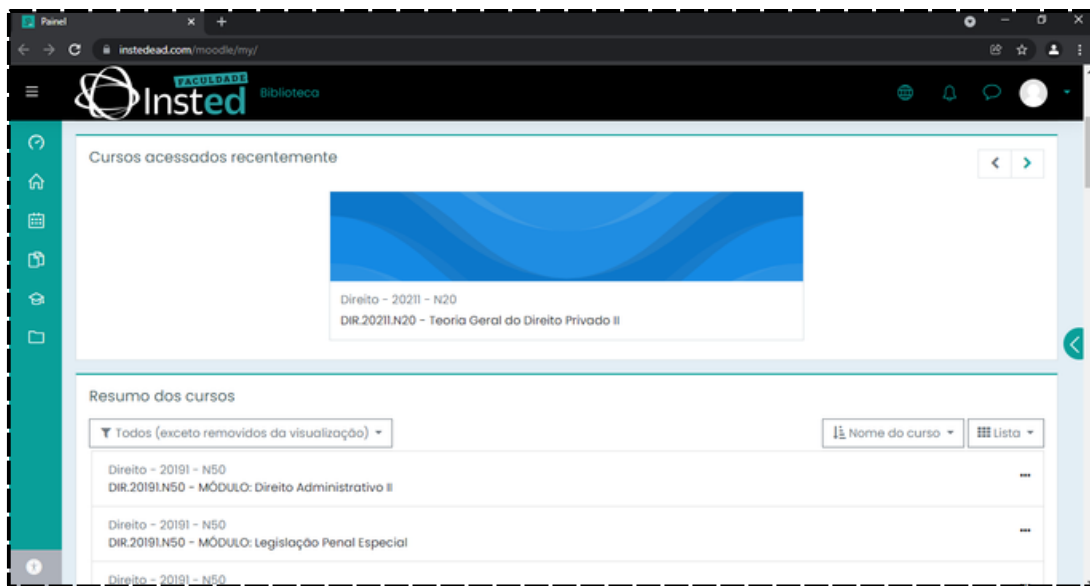 Painel
instedead.com/moodle/my/
FACULDADE
Insted
Biblioteca
Cursos acessados recentemente
Direito - 20211 - N20
DIR.20211.N20 - Teoria Geral do Direito Privado II
Resumo dos cursos
Todos (exceto removidos da visualização)
Nome do curso
Lista
Direito - 20191 - N50
DIR.20191.N50 - MÓDULO: Direito Administrativo II
Direito - 20191 - N50
DIR.20191.N50 - MÓDULO: Legislação Penal Especial
Direito - 20191 - N50